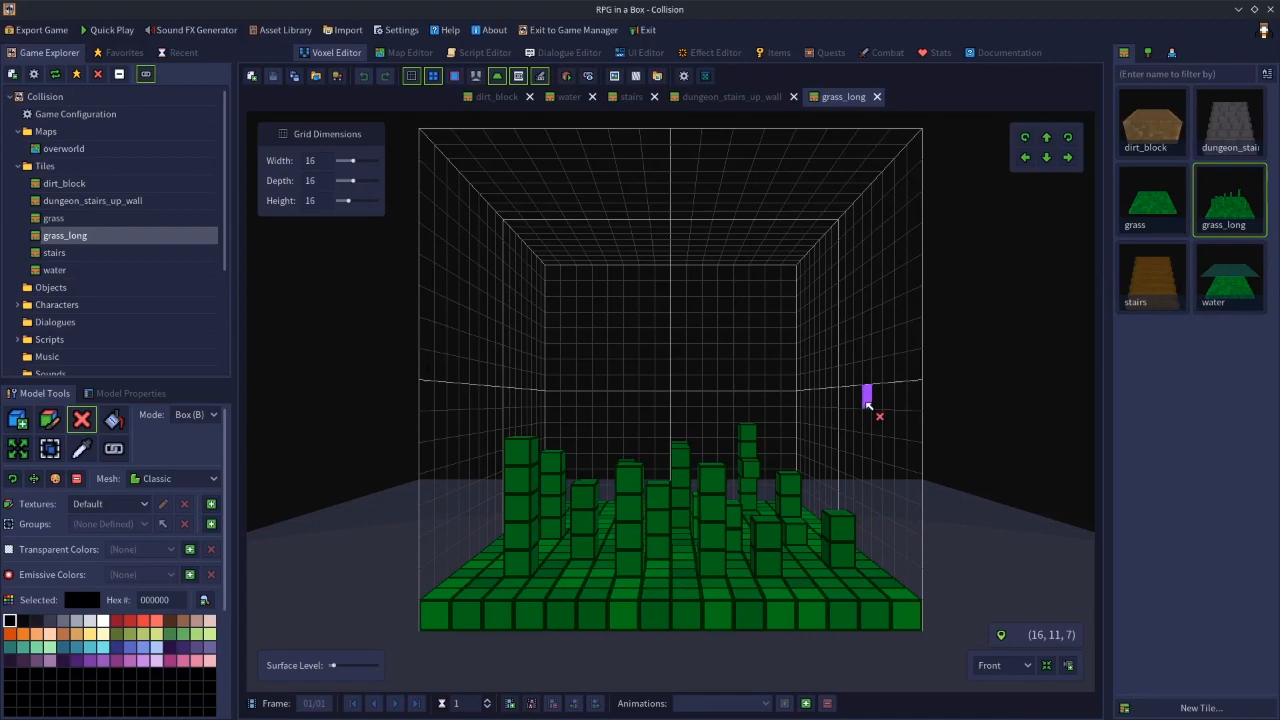 RPG in a Box - Collision
Export Game
Quick Play
Sound FX Generator
Asset Library
Import
Settings
Help
About
Exit to Game Manager
Exit
Game Explorer
Favorites
Recent
Voxel Editor
Map Editor
Script Editor
Dialogue Editor
UI Editor
Effect Editor
Items
Quests
Combat
Stats
Documentation
(Enter name to filter by)
dirt_block
water
stairs
dungeon_stairs_up_wall
grass_long
Collision
Game Configuration
Maps
overworld
Tiles
dirt_block
dungeon_stairs_up_wall
grass
grass_long
stairs
water
Objects
Characters
Dialogues
Scripts
Music
Sounds
Grid Dimensions
Width: 16
Depth: 16
Height: 16
dirt_block
dungeon_stair
grass
grass_long
stairs
water
Model Tools
Model Properties
Mode: Box (B)
Mesh: Classic
Textures: Default
Groups: (None Defined)
Transparent Colors: (None)
Emissive Colors: (None)
Selected:
Hex #: 000000
(16, 11, 7)
Surface Level:
Front
Frame: 01/01
1
Animations:
New Tile...